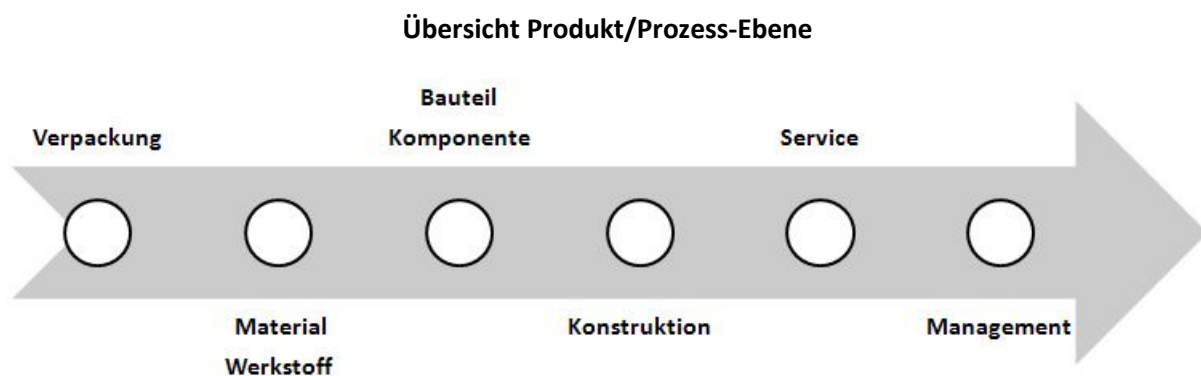 Übersicht Produkt/Prozess-Ebene
Verpackung
Material
Werkstoff
Bauteil
Komponente
Konstruktion
Service
Management